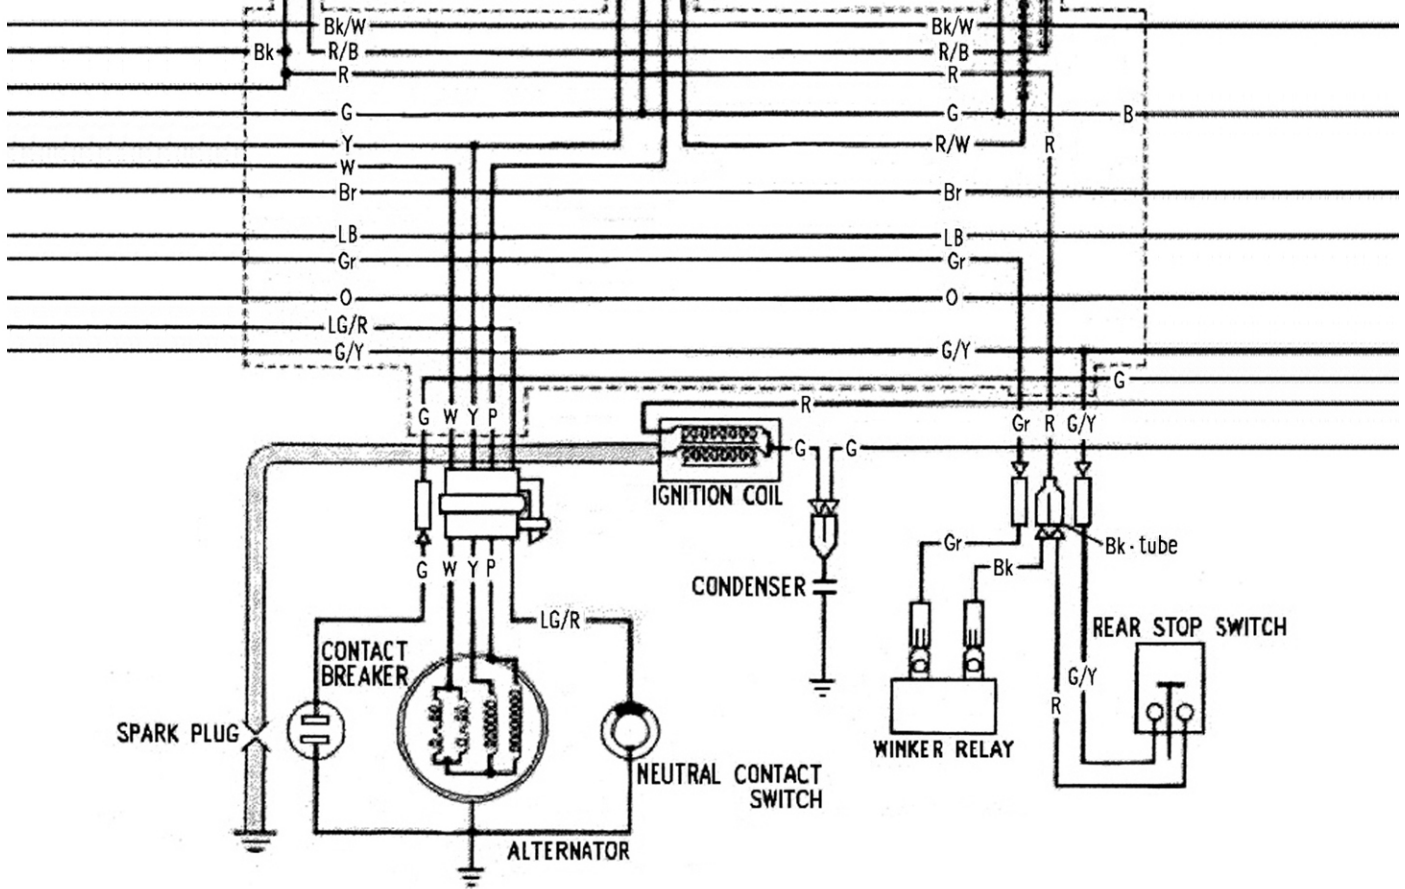 Bk/W Bk/W
Bk R/B R/B
R R
G G B
Y R/W R
W
Br Br
LB LB
Gr Gr
O O
LG/R
G/Y G/Y
G
R
G W Y P Gr R G/Y
G G
IGNITION COIL
Gr Bk-tube
G W Y P Bk
CONDENSER
LG/R
REAR STOP SWITCH
CONTACT
BREAKER
G/Y
R
SPARK PLUG
WINKER RELAY
NEUTRAL CONTACT
SWITCH
ALTERNATOR